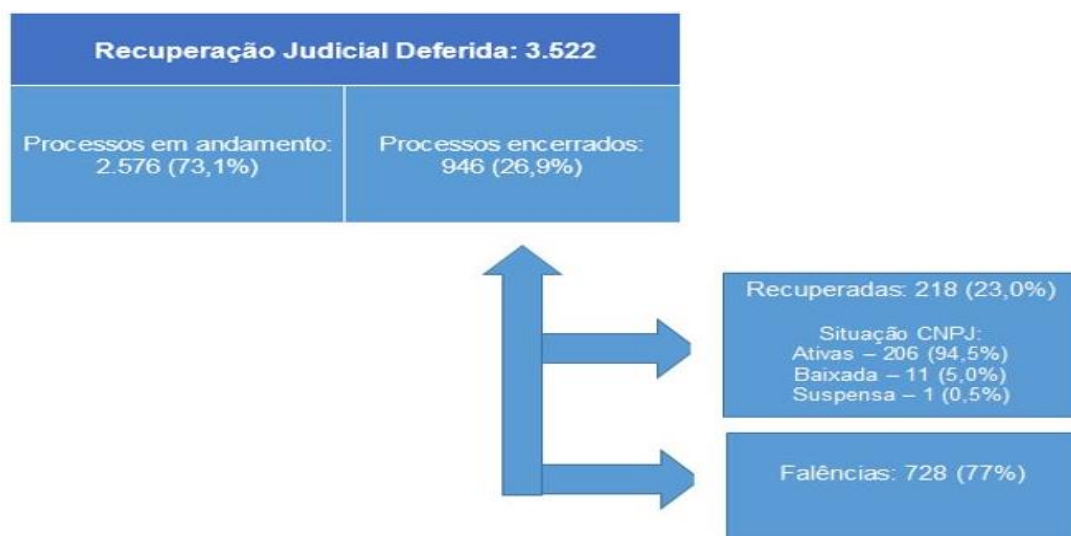 Recuperação Judicial Deferida: 3.522
Processos em andamento:
2.576 (73,1%)
Processos encerrados:
946 (26,9%)
Recuperadas: 218 (23,0%)
Situação CNPJ:
Ativas – 206 (94,5%)
Baixada – 11 (5,0%)
Suspensa – 1 (0,5%)
Falências: 728 (77%)